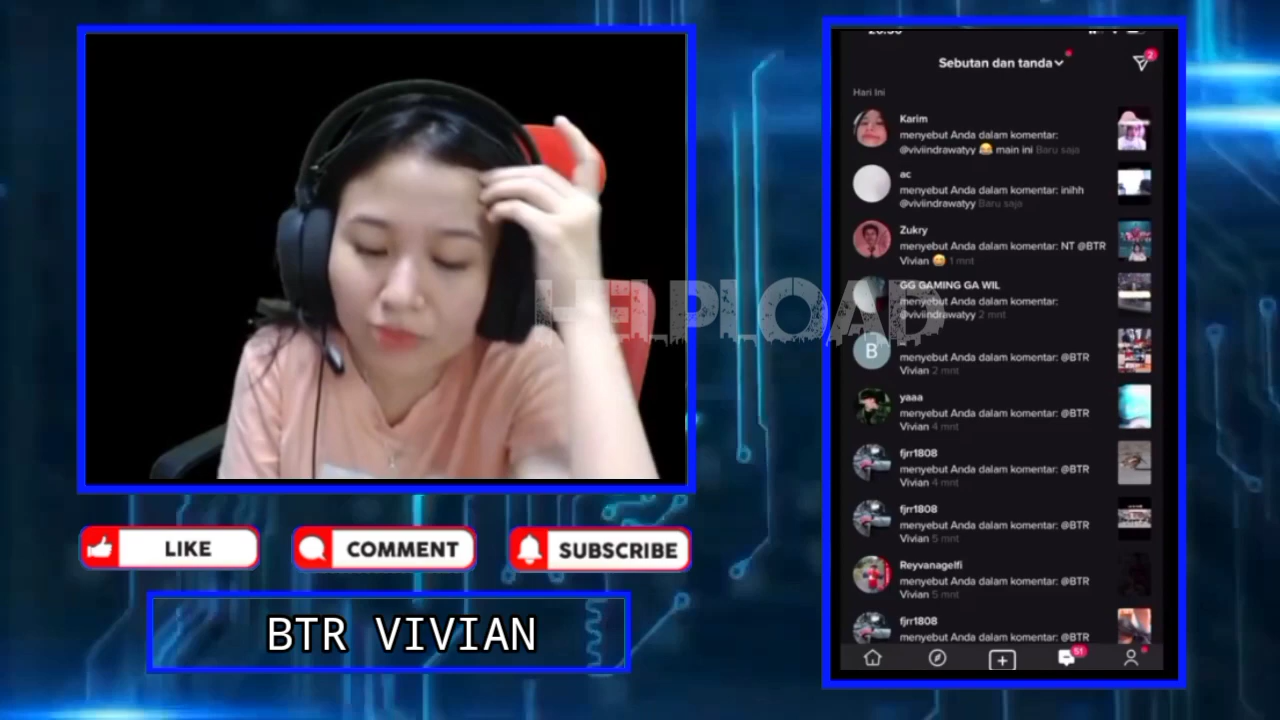 LIKE
COMMENT
SUBSCRIBE
BTR VIVIAN
HELPLOAD
Sebutan dan tanda
2
Hari Ini
Karim
menyebut Anda dalam komentar:
@viviindrawatyy 😂 main ini Baru saja
ac
menyebut Anda dalam komentar: inihh
@viviindrawatyy Baru saja
Zukry
menyebut Anda dalam komentar: NT @BTR
Vivian 😅 1 mnt
GG GAMING GA WIL
menyebut Anda dalam komentar:
@viviindrawatyy 2 mnt
B
menyebut Anda dalam komentar: @BTR
Vivian 2 mnt
yaaa
menyebut Anda dalam komentar: @BTR
Vivian 4 mnt
fjrr1808
menyebut Anda dalam komentar: @BTR
Vivian 4 mnt
fjrr1808
menyebut Anda dalam komentar: @BTR
Vivian 5 mnt
Reyvanagelfi
menyebut Anda dalam komentar: @BTR
Vivian 5 mnt
fjrr1808
menyebut Anda dalam komentar: @BTR
51